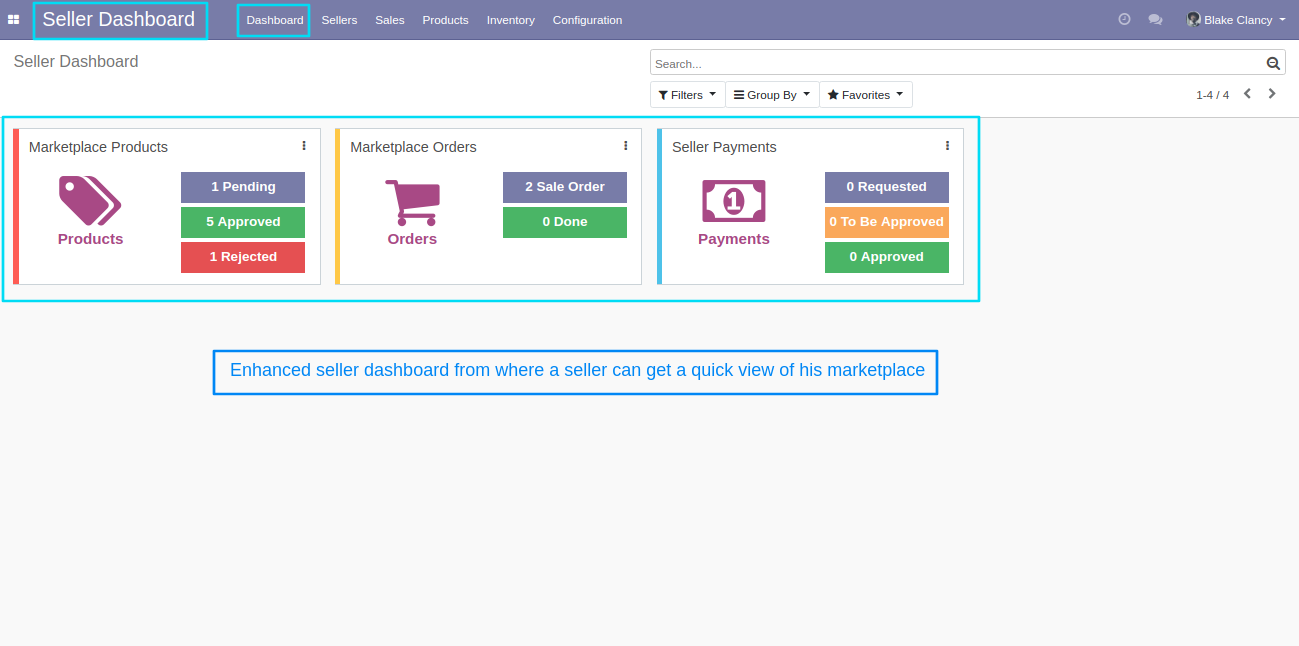 Seller Dashboard Dashboard Sellers Sales Products Inventory Configuration Blake Clancy
Seller Dashboard
Search...
Filters Group By Favorites 1-4 / 4
Marketplace Products
1 Pending
5 Approved
Products
1 Rejected
Marketplace Orders
2 Sale Order
0 Done
Orders
Seller Payments
1
0 Requested
0 To Be Approved
Payments
0 Approved
Enhanced seller dashboard from where a seller can get a quick view of his marketplace